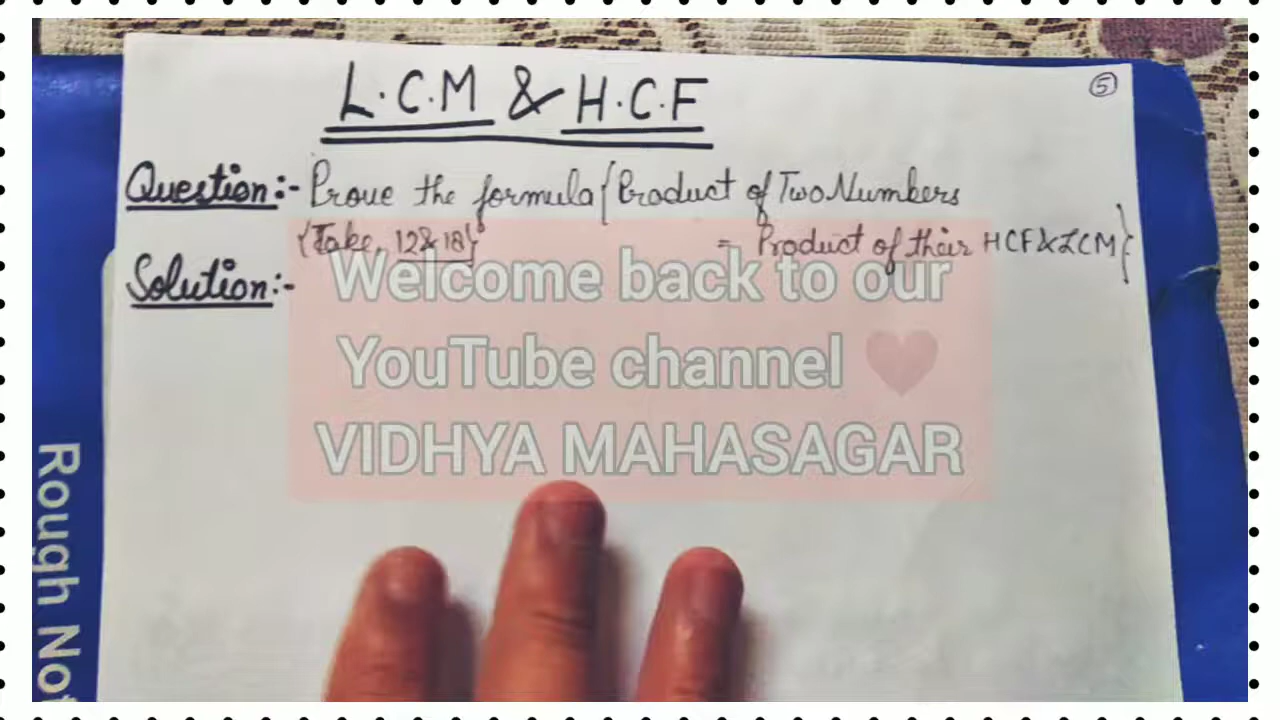 L.C.M & H.C.F
5
Question:- Prove the formula {Product of Two Numbers
{Take, 12 & 18} = Product of their HCF & LCM}
Solution:-
Welcome back to our
YouTube channel ❤
VIDHYA MAHASAGAR
Rough Not